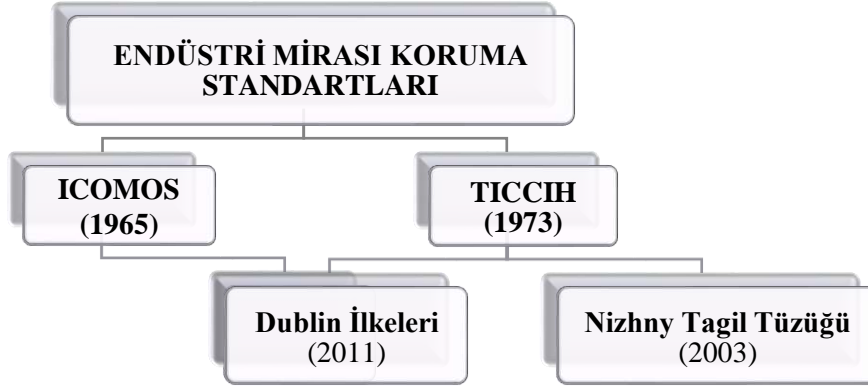 ENDÜSTRİ MİRASI KORUMA
STANDARTLARI
ICOMOS
(1965)
TICCIH
(1973)
Dublin İlkeleri
(2011)
Nizhny Tagil Tüzüğü
(2003)